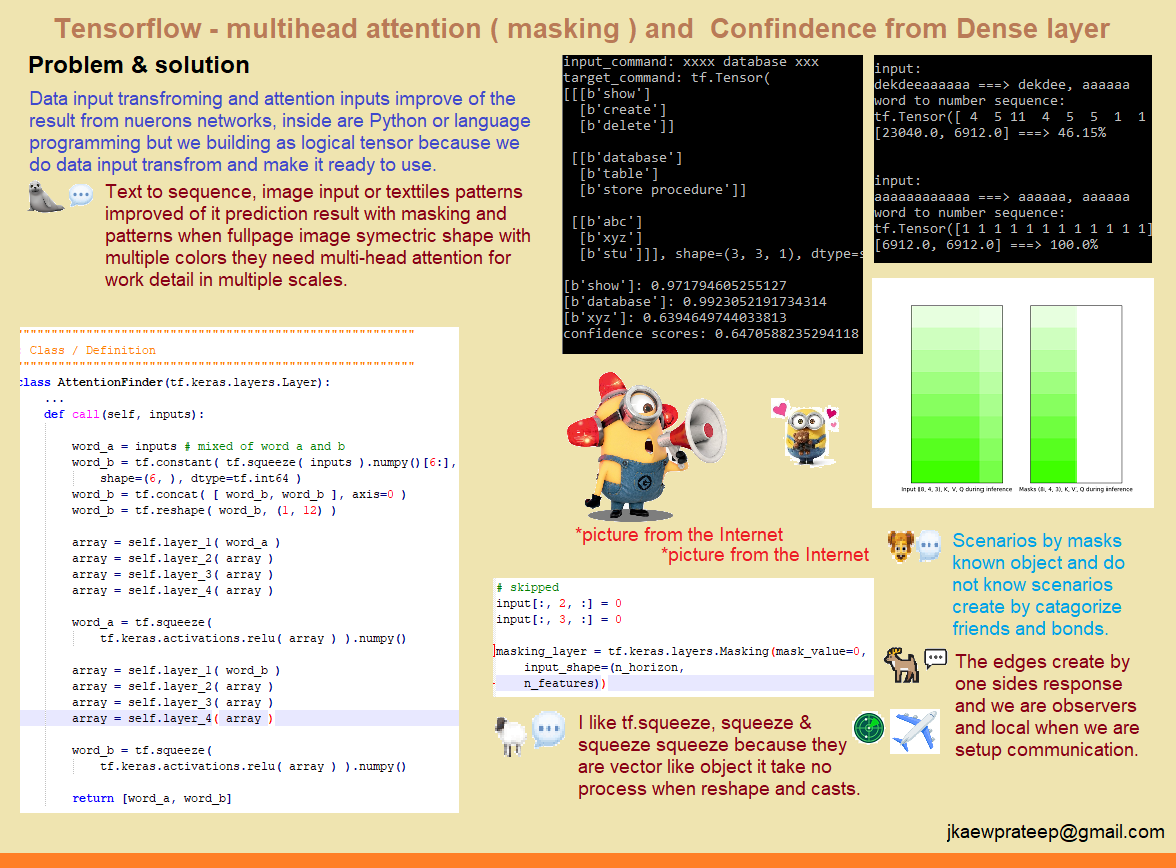 Tensorflow - multihead attention ( masking ) and  Confindence from Dense layer
Problem & solution
Data input transfroming and attention inputs improve of the
result from nuerons networks, inside are Python or language
programming but we building as logical tensor because we
do data input transfrom and make it ready to use.
Text to sequence, image input or texttiles patterns
improved of it prediction result with masking and
patterns when fullpage image symectric shape with
multiple colors they need multi-head attention for
work detail in multiple scales.
"""""""""""""""""""""""""""""""""""""""""""""""""""""""""
Class / Definition
"""""""""""""""""""""""""""""""""""""""""""""""""""""""""
class AttentionFinder(tf.keras.layers.Layer):
...
def call(self, inputs):
word_a = inputs # mixed of word a and b
word_b = tf.constant( tf.squeeze( inputs ).numpy()[6:],
shape=(6, ), dtype=tf.int64 )
word_b = tf.concat( [ word_b, word_b ], axis=0 )
word_b = tf.reshape( word_b, (1, 12) )
array = self.layer_1( word_a )
array = self.layer_2( array )
array = self.layer_3( array )
array = self.layer_4( array )
word_a = tf.squeeze(
tf.keras.activations.relu( array ) ).numpy()
array = self.layer_1( word_b )
array = self.layer_2( array )
array = self.layer_3( array )
array = self.layer_4( array )
word_b = tf.squeeze(
tf.keras.activations.relu( array ) ).numpy()
return [word_a, word_b]
input_command: xxxx database xxx
target_command: tf.Tensor(
[[[b'show']
[b'create']
[b'delete']]
[[b'database']
[b'table']
[b'store procedure']]
[[b'abc']
[b'xyz']
[b'stu']]], shape=(3, 3, 1), dtype=s
[b'show']: 0.971794605255127
[b'database']: 0.9923052191734314
[b'xyz']: 0.6394649744033813
confidence scores: 0.6470588235294118
input:
dekdeeaaaaaa ===> dekdee, aaaaaa
word to number sequence:
tf.Tensor([ 4  5 11  4  5  5  1  1
[23040.0, 6912.0] ===> 46.15%
input:
aaaaaaaaaaaa ===> aaaaaa, aaaaaa
word to number sequence:
tf.Tensor([1 1 1 1 1 1 1 1 1 1 1 1]
[6912.0, 6912.0] ===> 100.0%
Input (8, 4, 3), K, V, Q during inference
Masks (8, 4, 3), K, V, Q during inference
*picture from the Internet
*picture from the Internet
# skipped
input[:, 2, :] = 0
input[:, 3, :] = 0
masking_layer = tf.keras.layers.Masking(mask_value=0,
input_shape=(n_horizon,
n_features))
I like tf.squeeze, squeeze &
squeeze squeeze because they
are vector like object it take no
process when reshape and casts.
Scenarios by masks
known object and do
not know scenarios
create by catagorize
friends and bonds.
The edges create by
one sides response
and we are observers
and local when we are
setup communication.
jkaewprateep@gmail.com